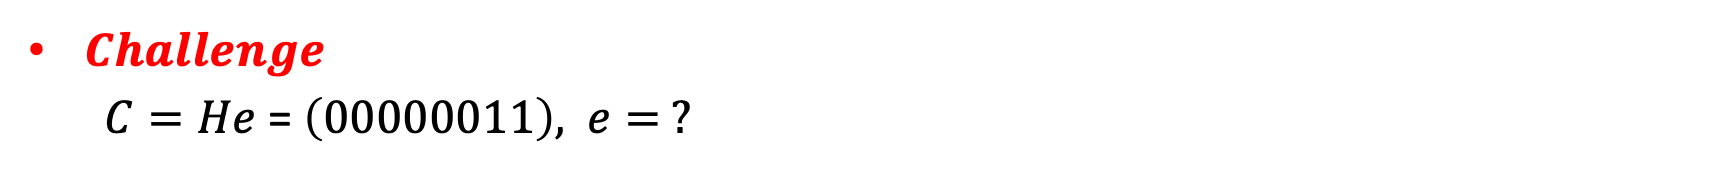 • Challenge
C = He = (00000011), e = ?